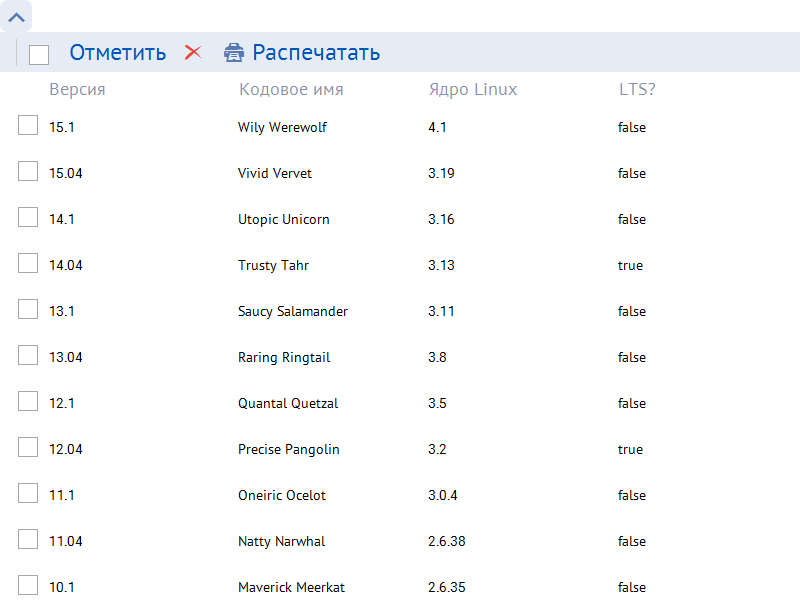 Отметить Распечатать
Версия Кодовое имя Ядро Linux LTS?
15.1 Wily Werewolf 4.1 false
15.04 Vivid Vervet 3.19 false
14.1 Utopic Unicorn 3.16 false
14.04 Trusty Tahr 3.13 true
13.1 Saucy Salamander 3.11 false
13.04 Raring Ringtail 3.8 false
12.1 Quantal Quetzal 3.5 false
12.04 Precise Pangolin 3.2 true
11.1 Oneiric Ocelot 3.0.4 false
11.04 Natty Narwhal 2.6.38 false
10.1 Maverick Meerkat 2.6.35 false